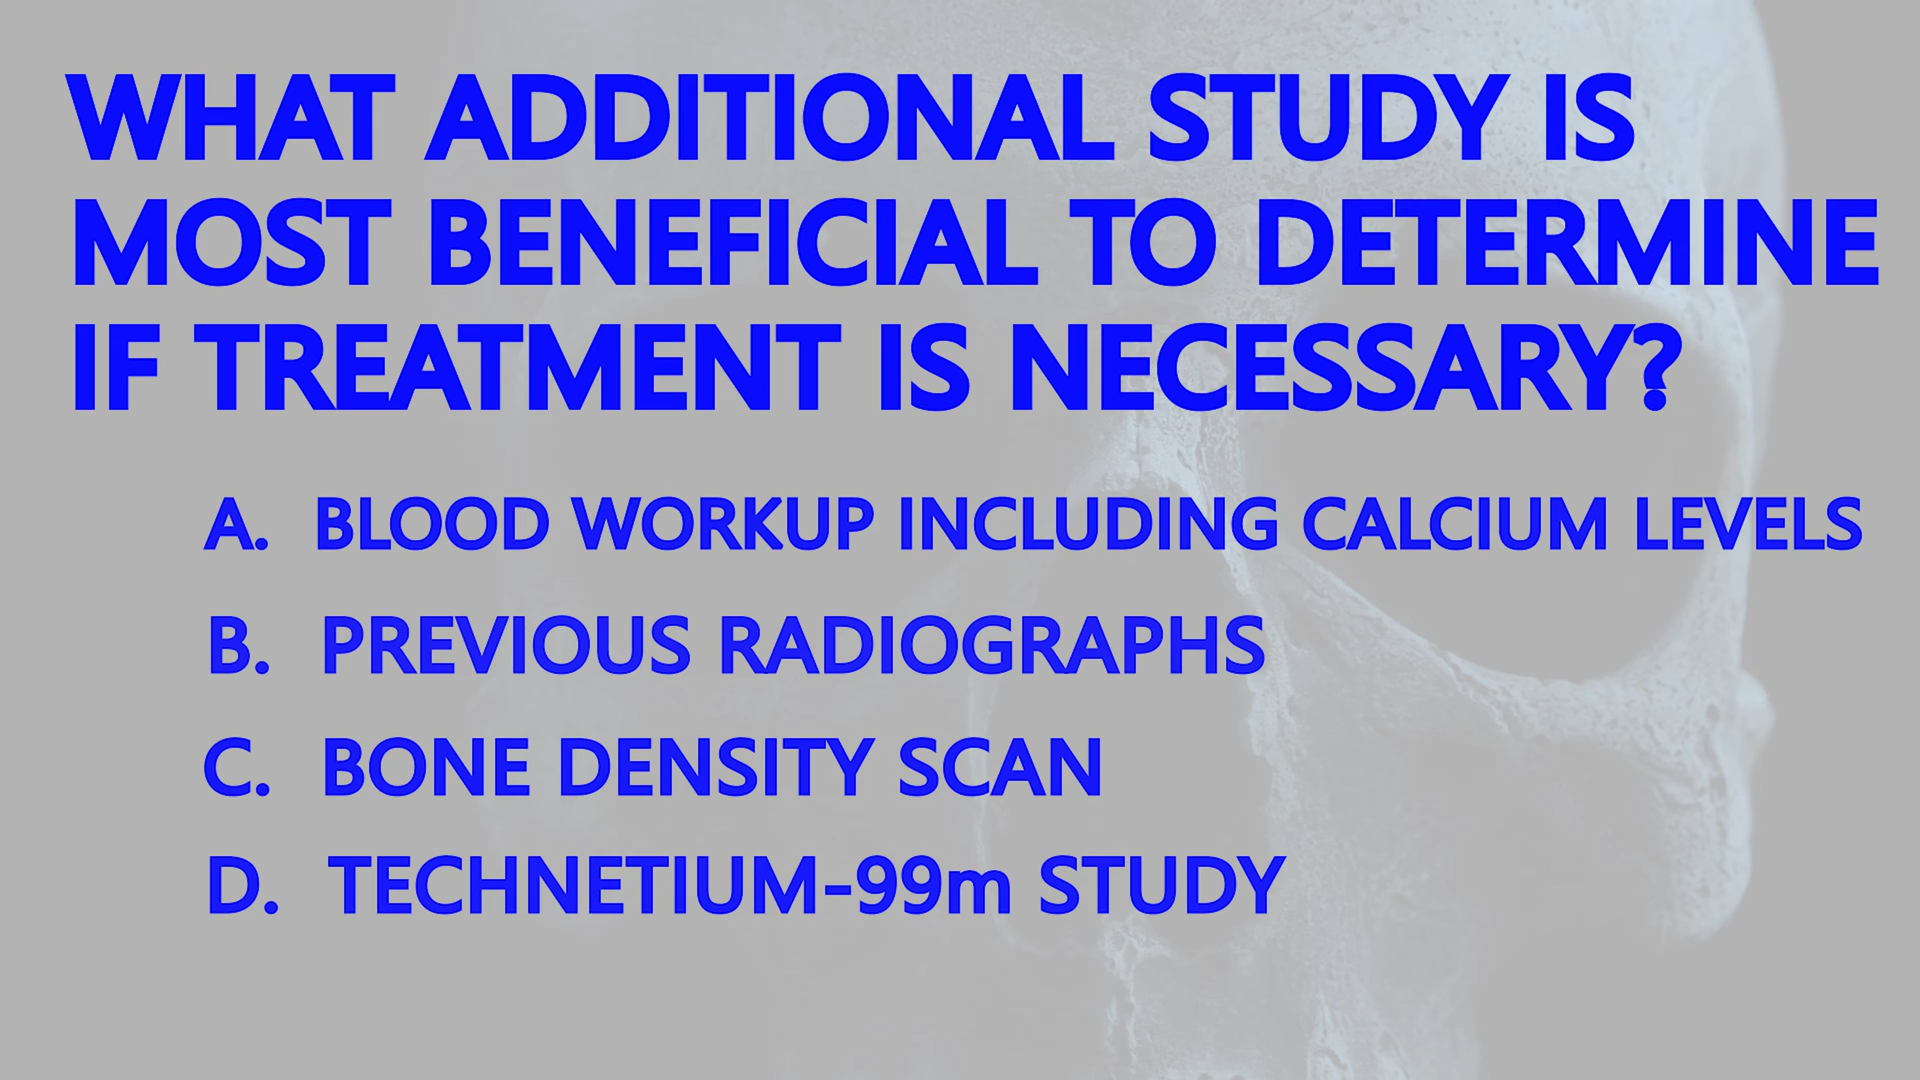 WHAT ADDITIONAL STUDY IS
MOST BENEFICIAL TO DETERMINE
IF TREATMENT IS NECESSARY?
A. BLOOD WORKUP INCLUDING CALCIUM LEVELS
B. PREVIOUS RADIOGRAPHS
C. BONE DENSITY SCAN
D. TECHNETIUM-99m STUDY